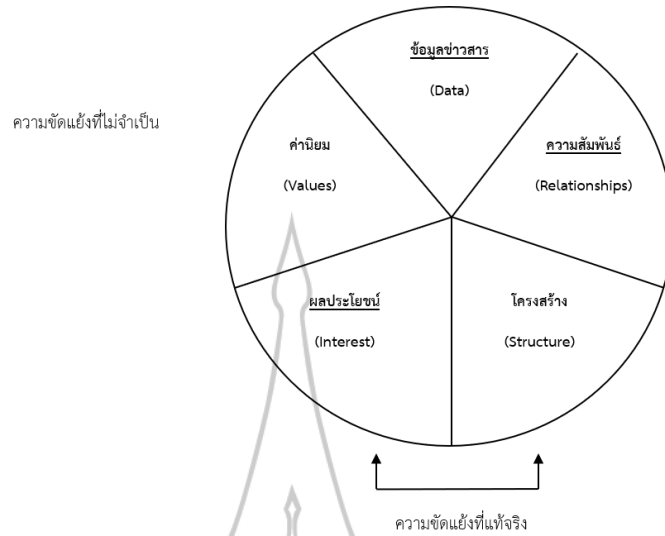 ข้อมูลข่าวสาร
(Data)
ความขัดแย้งที่ไม่จำเป็น
ค่านิยม
(Values)
ความสัมพันธ์
(Relationships)
ผลประโยชน์
(Interest)
โครงสร้าง
(Structure)
ความขัดแย้งที่แท้จริง